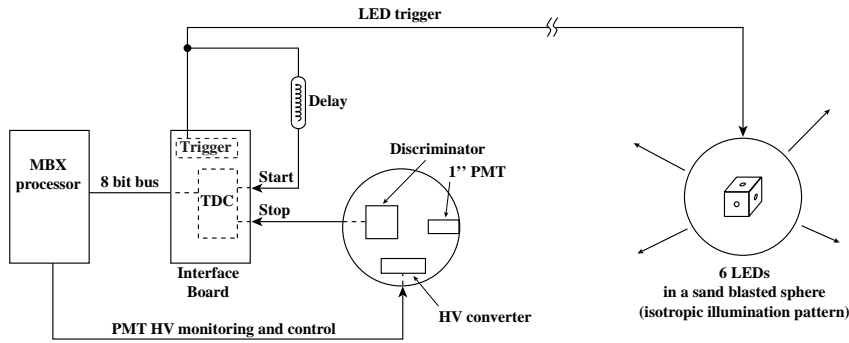 LED trigger
Delay
Trigger
Discriminator
MBX
processor
8 bit bus
TDC
Start
Stop
1’’ PMT
Interface
Board
HV converter
PMT HV monitoring and control
6 LEDs
in a sand blasted sphere
(isotropic illumination pattern)